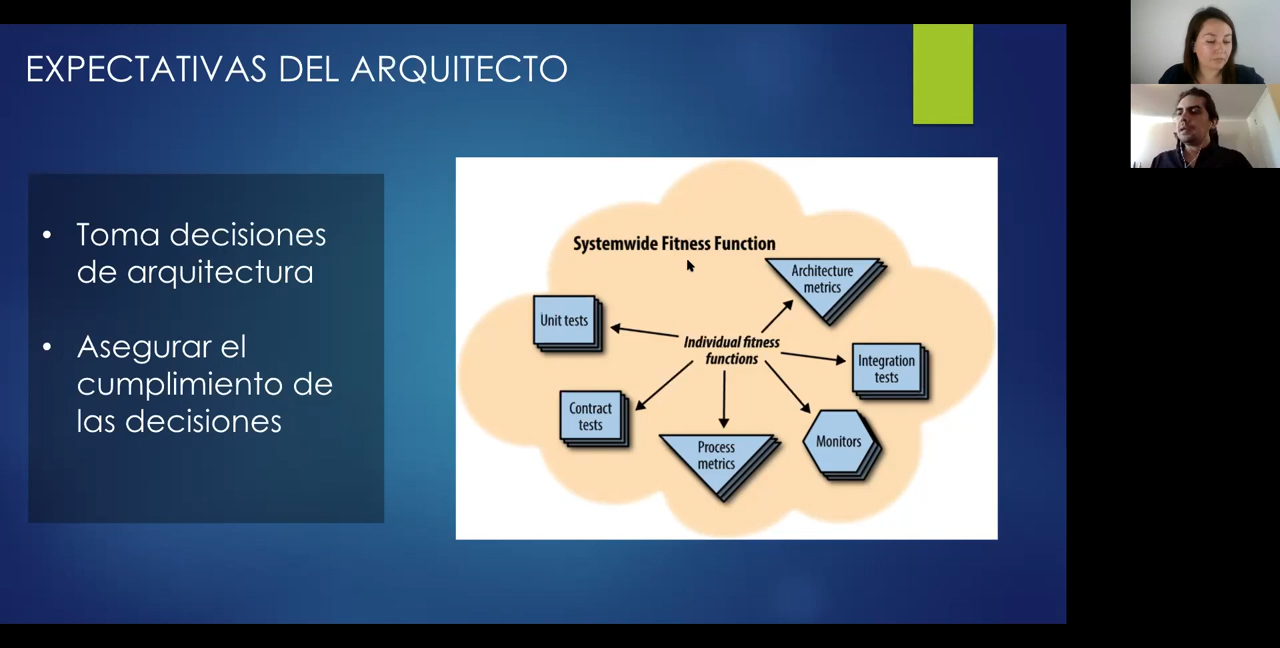 EXPECTATIVAS DEL ARQUITECTO
• Toma decisiones
de arquitectura
• Asegurar el
cumplimiento de
las decisiones
Systemwide Fitness Function
Architecture
metrics
Unit tests
Individual fitness
functions
Integration
tests
Contract
tests
Process
metrics
Monitors